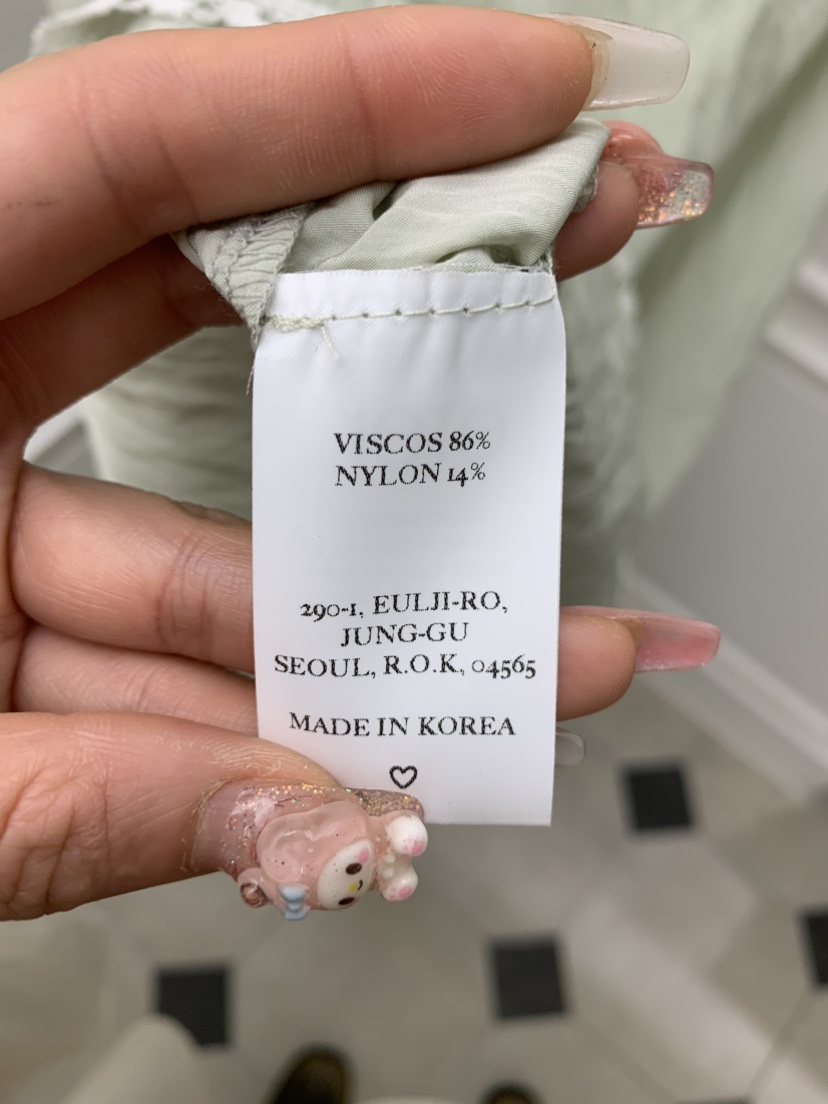 VISCOS 86%
NYLON 14%
290-1, EULJI-RO,
JUNG-GU
SEOUL, R.O.K, 04565
MADE IN KOREA